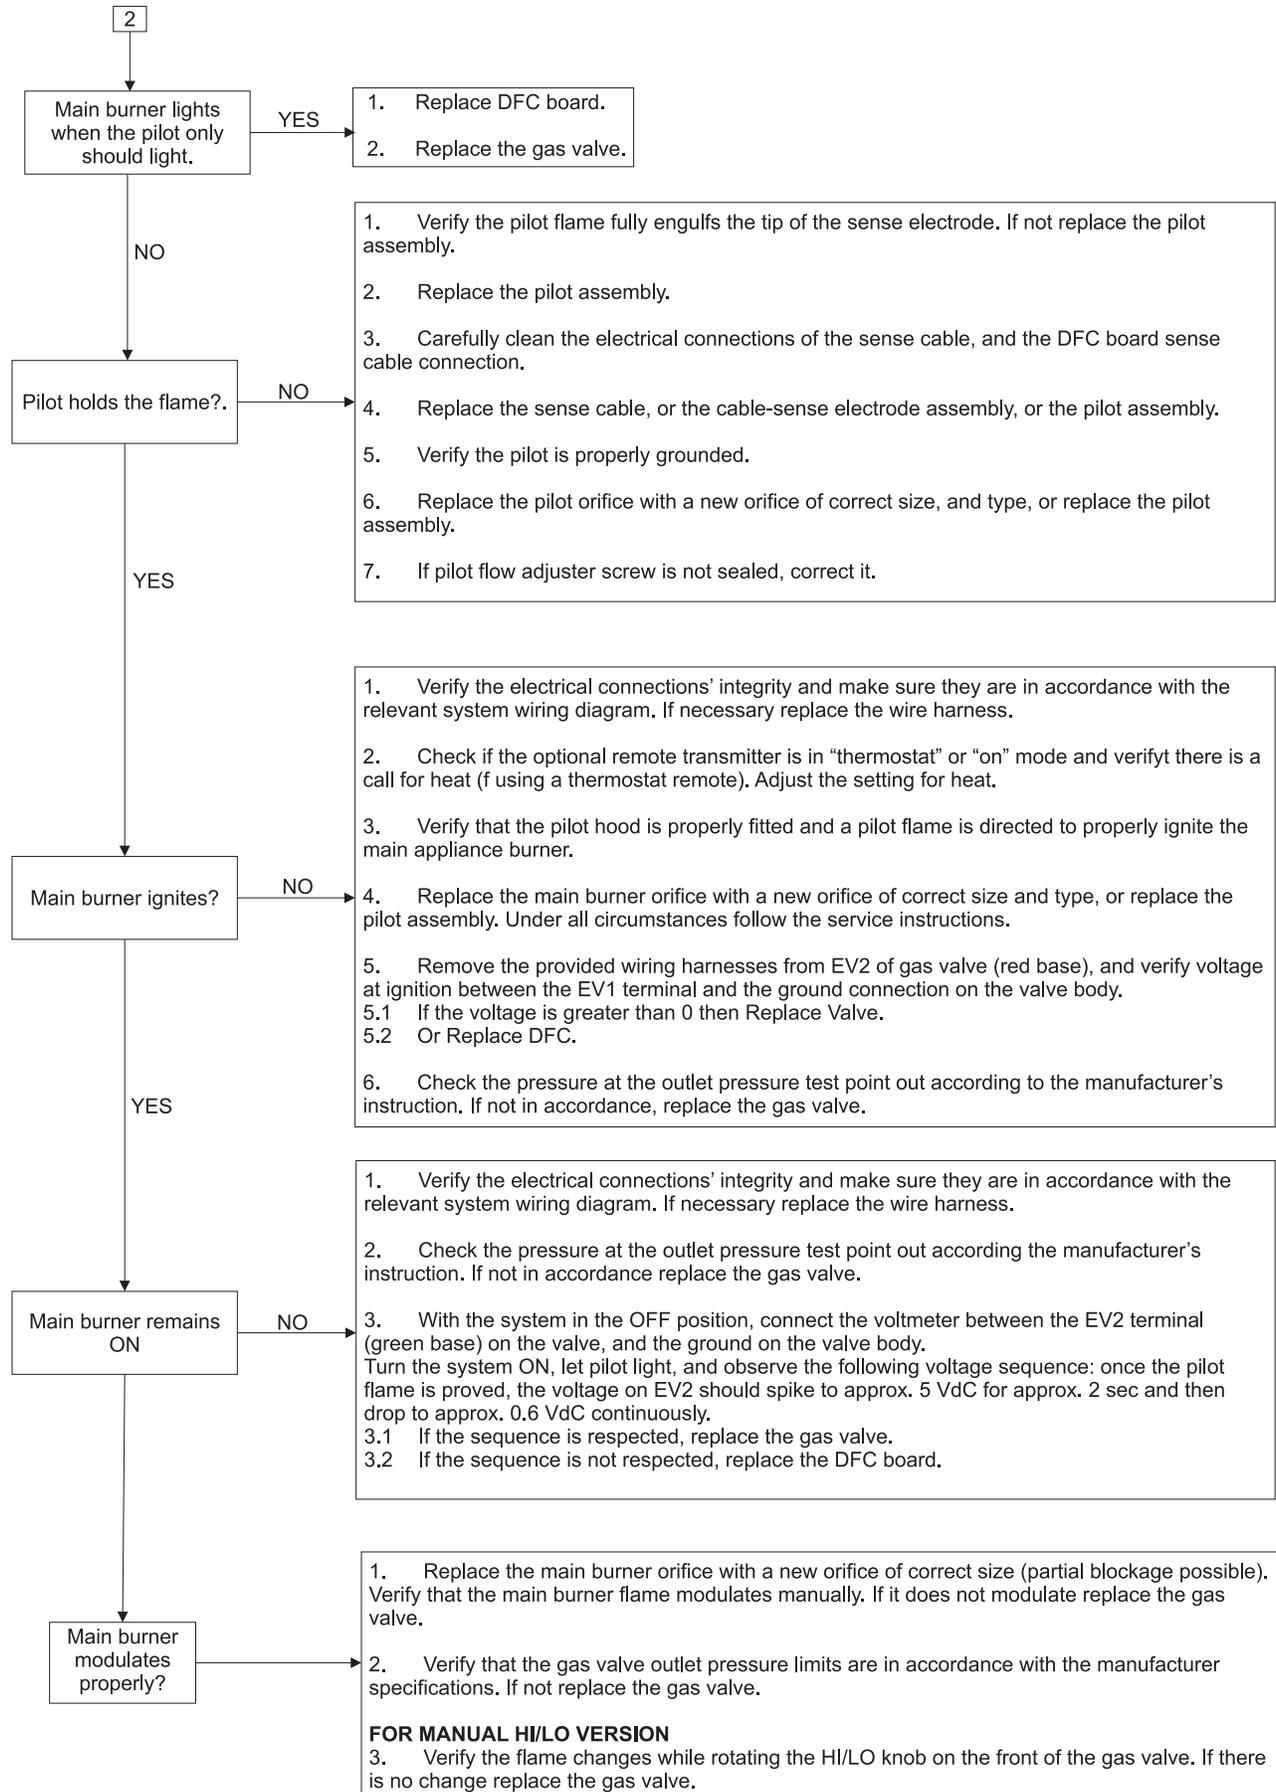 2
Main burner lights
when the pilot only
should light.
YES
1. Replace DFC board.
2. Replace the gas valve.
NO
Pilot holds the flame?.
NO
1. Verify the pilot flame fully engulfs the tip of the sense electrode. If not replace the pilot
assembly.
2. Replace the pilot assembly.
3. Carefully clean the electrical connections of the sense cable, and the DFC board sense
cable connection.
4. Replace the sense cable, or the cable-sense electrode assembly, or the pilot assembly.
5. Verify the pilot is properly grounded.
6. Replace the pilot orifice with a new orifice of correct size, and type, or replace the pilot
assembly.
7. If pilot flow adjuster screw is not sealed, correct it.
YES
Main burner ignites?
NO
1. Verify the electrical connections’ integrity and make sure they are in accordance with the
relevant system wiring diagram. If necessary replace the wire harness.
2. Check if the optional remote transmitter is in “thermostat” or “on” mode and verifyt there is a
call for heat (f using a thermostat remote). Adjust the setting for heat.
3. Verify that the pilot hood is properly fitted and a pilot flame is directed to properly ignite the
main appliance burner.
4. Replace the main burner orifice with a new orifice of correct size and type, or replace the
pilot assembly. Under all circumstances follow the service instructions.
5. Remove the provided wiring harnesses from EV2 of gas valve (red base), and verify voltage
at ignition between the EV1 terminal and the ground connection on the valve body.
5.1 If the voltage is greater than 0 then Replace Valve.
5.2 Or Replace DFC.
6. Check the pressure at the outlet pressure test point out according to the manufacturer’s
instruction. If not in accordance, replace the gas valve.
YES
Main burner remains
ON
NO
1. Verify the electrical connections’ integrity and make sure they are in accordance with the
relevant system wiring diagram. If necessary replace the wire harness.
2. Check the pressure at the outlet pressure test point out according the manufacturer’s
instruction. If not in accordance replace the gas valve.
3. With the system in the OFF position, connect the voltmeter between the EV2 terminal
(green base) on the valve, and the ground on the valve body.
Turn the system ON, let pilot light, and observe the following voltage sequence: once the pilot
flame is proved, the voltage on EV2 should spike to approx. 5 VdC for approx. 2 sec and then
drop to approx. 0.6 VdC continuously.
3.1 If the sequence is respected, replace the gas valve.
3.2 If the sequence is not respected, replace the DFC board.
Main burner
modulates
properly?
1. Replace the main burner orifice with a new orifice of correct size (partial blockage possible).
Verify that the main burner flame modulates manually. If it does not modulate replace the gas
valve.
2. Verify that the gas valve outlet pressure limits are in accordance with the manufacturer
specifications. If not replace the gas valve.
FOR MANUAL HI/LO VERSION
3. Verify the flame changes while rotating the HI/LO knob on the front of the gas valve. If there
is no change replace the gas valve.